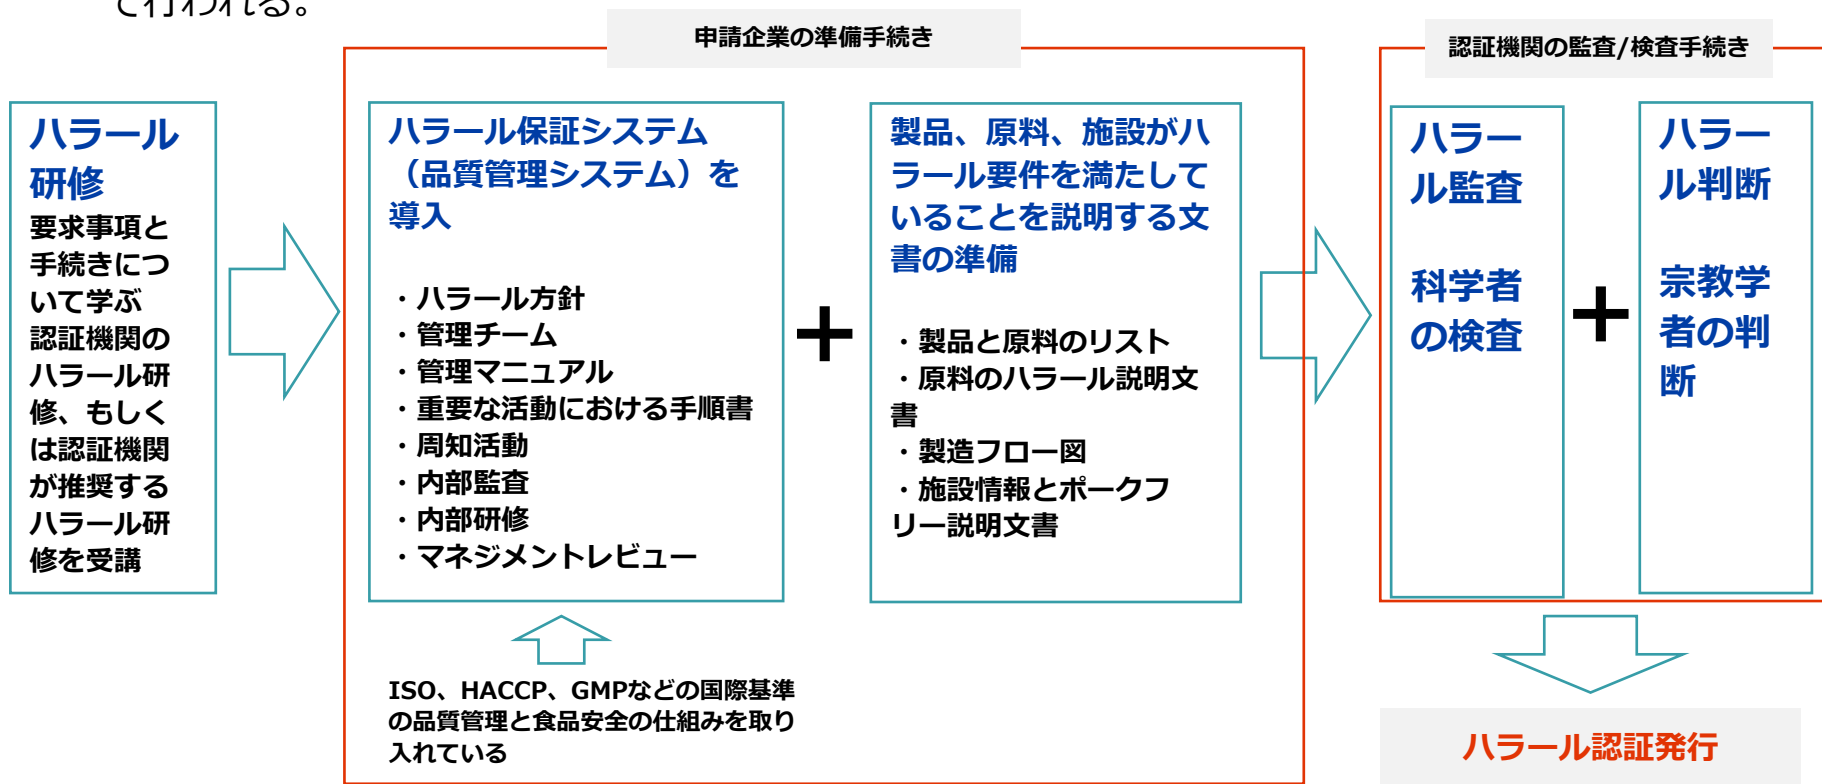 て行われる。
申請企業の準備手続き
認証機関の監査/検査手続き
ハラール
研修
要求事項と
手続きにつ
いて学ぶ
認証機関の
ハラール研
修、もしく
は認証機関
が推奨する
ハラール研
修を受講
ハラール保証システム
（品質管理システム）を
導入
・ハラール方針
・管理チーム
・管理マニュアル
・重要な活動における手順書
・周知活動
・内部監査
・内部研修
・マネジメントレビュー
+
製品、原料、施設がハ
ラール要件を満たして
いることを説明する文
書の準備
・製品と原料のリスト
・原料のハラール説明文
書
・製造フロー図
・施設情報とポークフ
リー説明文書
ハラー
ル監査
科学者
の検査
+
ハラー
ル判断
宗教学
者の判
断
ISO、HACCP、GMPなどの国際基準
の品質管理と食品安全の仕組みを取り
入れている
ハラール認証発行